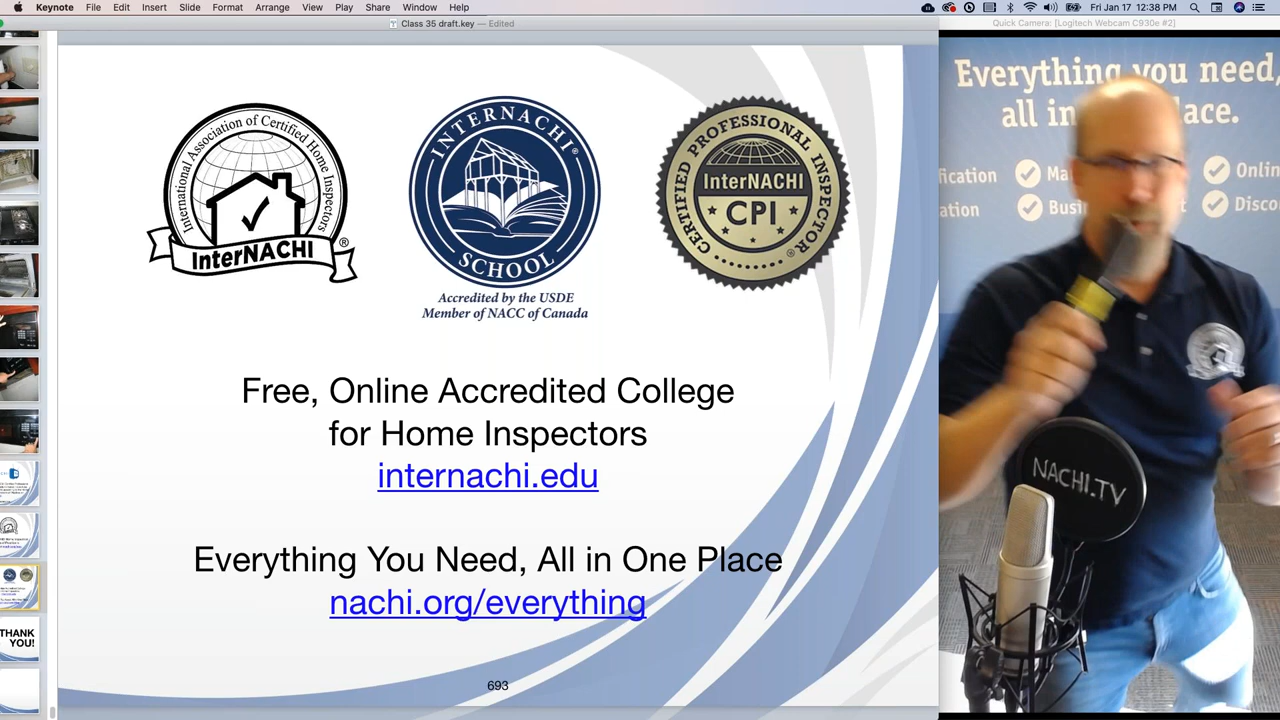 Keynote File Edit Insert Slide Format Arrange View Play Share Window Help
Fri Jan 17 12:38 PM
Class 35 draft.key — Edited
Quick Camera: [Logitech Webcam C930e #2]
International Association of Certified Home Inspectors
InterNACHI®
INTERNACHI®
SCHOOL
Accredited by the USDE
Member of NACC of Canada
CERTIFIED PROFESSIONAL INSPECTOR®
InterNACHI
CPI
Free, Online Accredited College
for Home Inspectors
internachi.edu
Everything You Need, All in One Place
nachi.org/everything
693
THANK
YOU!
Everything you need,
all in place.
fication Ma Onlin
ation Busi t Disco
NACHI.TV